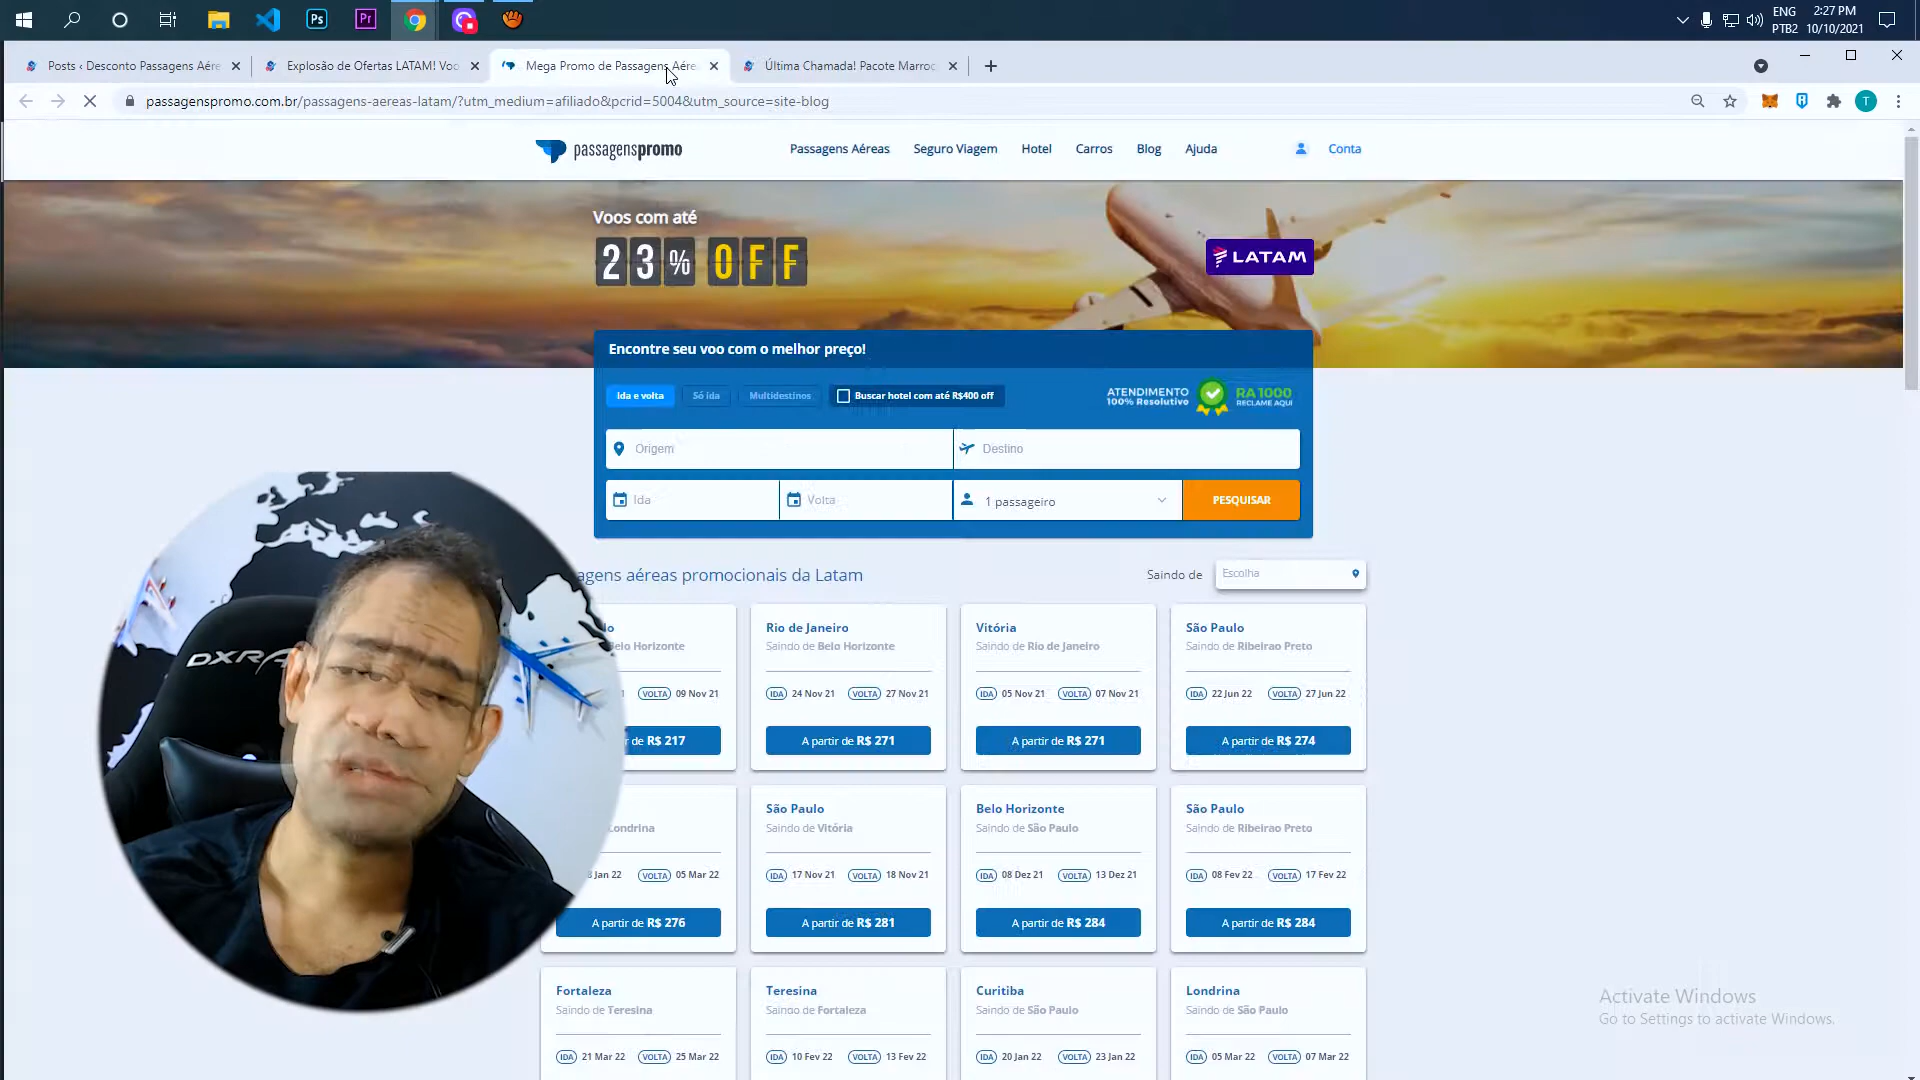 ENG
2:27 PM
PTB2
10/10/2021
Ps
Pr
Posts ‹ Desconto Passagens Aére
Explosão de Ofertas LATAM! Voo
Mega Promo de Passagens Aére
Última Chamada! Pacote Marroc
passagenspromo.com.br/passagens-aereas-latam/?utm_medium=afiliado&pcrid=5004&utm_source=site-blog
T
passagenspromo
Passagens Aéreas
Seguro Viagem
Hotel
Carros
Blog
Ajuda
Conta
Voos com até
23% OFF
LATAM
Encontre seu voo com o melhor preço!
Ida e volta
Só ida
Multidestinos
Buscar hotel com até R$400 off
ATENDIMENTO
100% Resolutivo
RA1000
RECLAME AQUI
Origem
Destino
Ida
Volta
1 passageiro
PESQUISAR
agens aéreas promocionais da Latam
Saindo de
Escolha
lo
Belo Horizonte
VOLTA 09 Nov 21
r de R$ 217
Rio de Janeiro
Saindo de Belo Horizonte
IDA 24 Nov 21 VOLTA 27 Nov 21
A partir de R$ 271
Vitória
Saindo de Rio de Janeiro
IDA 05 Nov 21 VOLTA 07 Nov 21
A partir de R$ 271
São Paulo
Saindo de Ribeirao Preto
IDA 22 Jun 22 VOLTA 27 Jun 22
A partir de R$ 274
Londrina
Jan 22 VOLTA 05 Mar 22
A partir de R$ 276
São Paulo
Saindo de Vitória
IDA 17 Nov 21 VOLTA 18 Nov 21
A partir de R$ 281
Belo Horizonte
Saindo de São Paulo
IDA 08 Dez 21 VOLTA 13 Dez 21
A partir de R$ 284
São Paulo
Saindo de Ribeirao Preto
IDA 08 Fev 22 VOLTA 17 Fev 22
A partir de R$ 284
Fortaleza
Saindo de Teresina
IDA 21 Mar 22 VOLTA 25 Mar 22
Teresina
Saindo de Fortaleza
IDA 10 Fev 22 VOLTA 13 Fev 22
Curitiba
Saindo de São Paulo
IDA 20 Jan 22 VOLTA 23 Jan 22
Londrina
Saindo de São Paulo
IDA 05 Mar 22 VOLTA 07 Mar 22
DXRA
Activate Windows
Go to Settings to activate Windows.